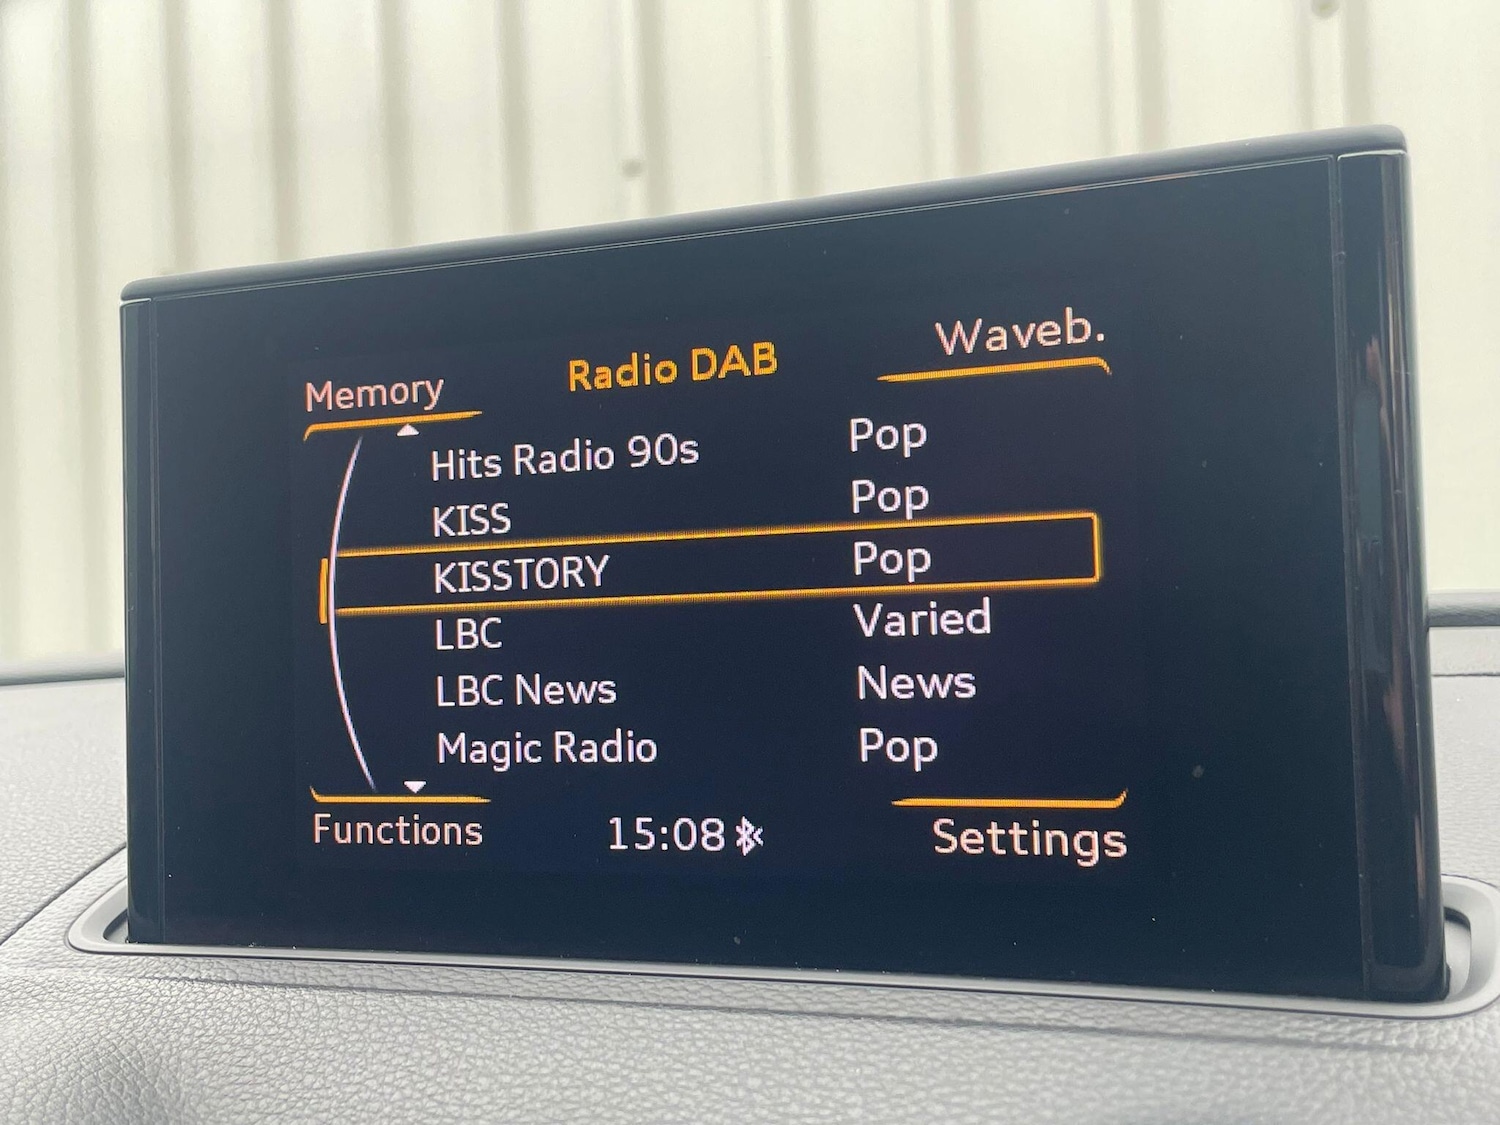 Memory Radio DAB Waveb.
Hits Radio 90s Pop
KISS Pop
KISSTORY Pop
LBC Varied
LBC News News
Magic Radio Pop
Functions 15:08 Settings